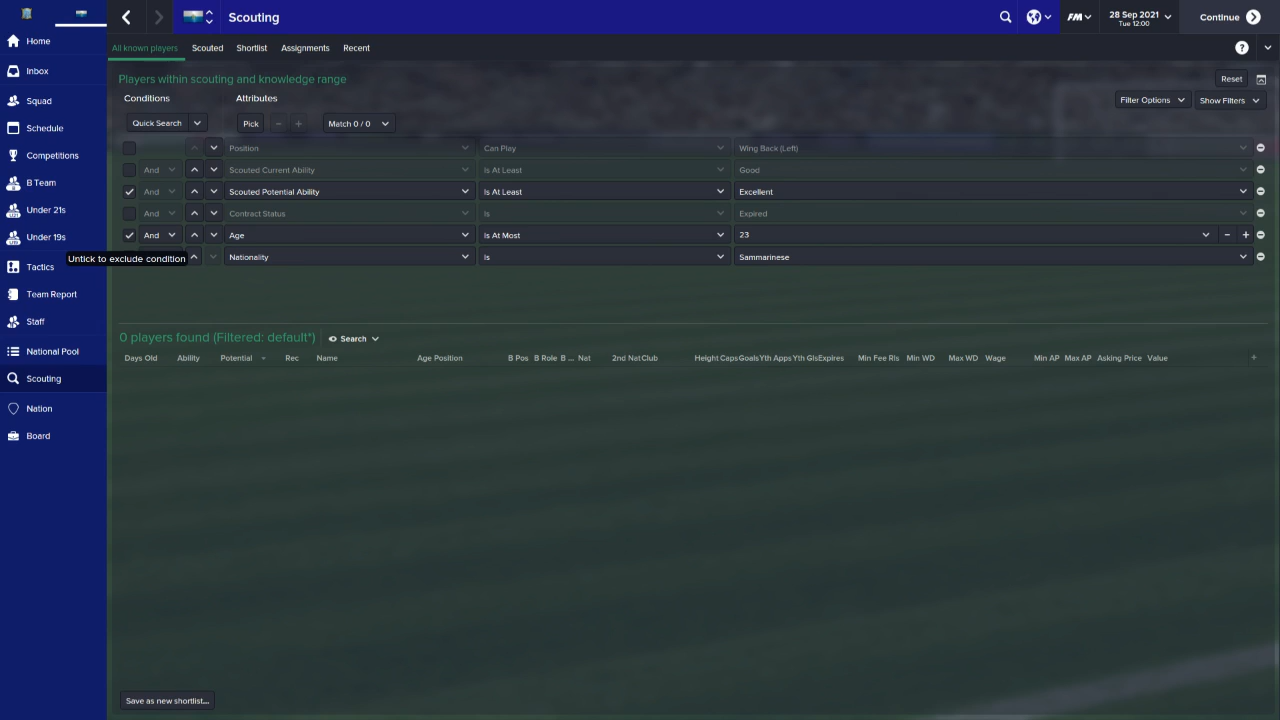 Scouting
FM
28 Sep 2021
Tue 12:00
Continue
Home
Inbox
Squad
Schedule
Competitions
B Team
Under 21s
Under 19s
Tactics
Team Report
Staff
National Pool
Scouting
Nation
Board
All known players Scouted Shortlist Assignments Recent
?
Players within scouting and knowledge range
Reset
Conditions Attributes
Filter Options Show Filters
Quick Search Pick - + Match 0 / 0
Position Can Play Wing Back (Left)
And Scouted Current Ability Is At Least Good
And Scouted Potential Ability Is At Least Excellent
And Contract Status Is Expired
And Age Is At Most 23 - +
Untick to exclude condition
Nationality Is Sammarinese
0 players found (Filtered: default*) Search
Days Old Ability Potential Rec Name Age Position B Pos B Role B ... Nat 2nd Nat Club Height Caps Goals Yth Apps Yth Gls Expires Min Fee Rls Min WD Max WD Wage Min AP Max AP Asking Price Value +
Save as new shortlist...